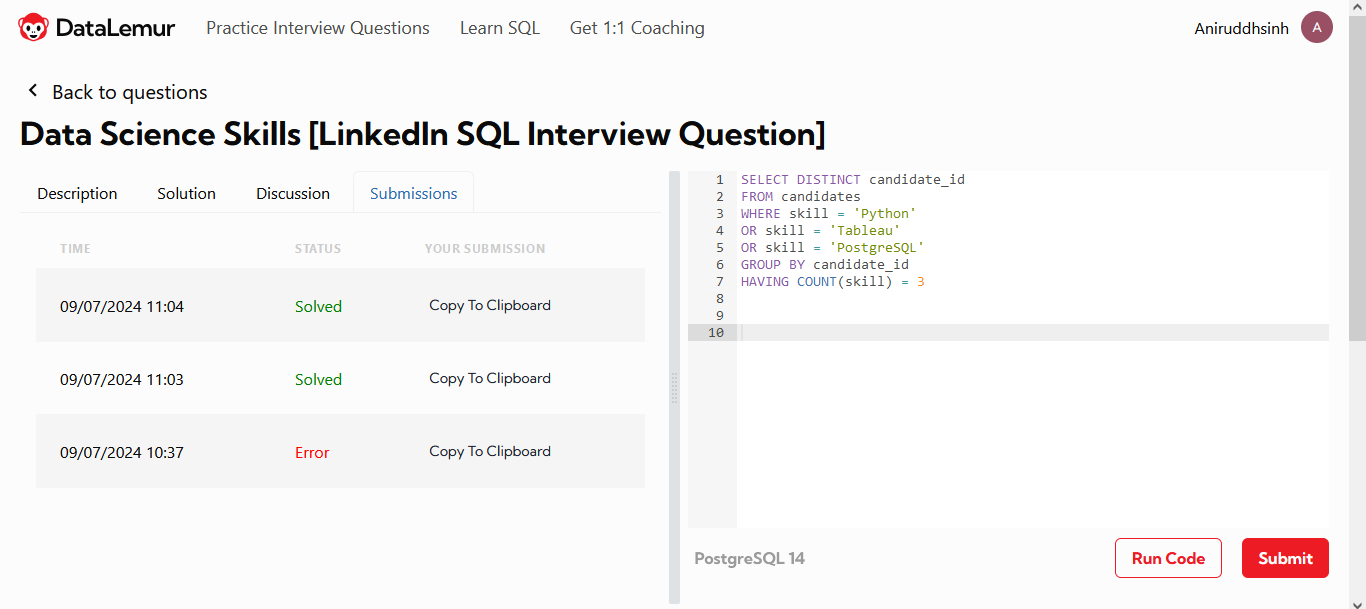 DataLemur Practice Interview Questions Learn SQL Get 1:1 Coaching Aniruddhsinh A
Back to questions
Data Science Skills [LinkedIn SQL Interview Question]
Description Solution Discussion Submissions
TIME STATUS YOUR SUBMISSION
09/07/2024 11:04 Solved Copy To Clipboard
09/07/2024 11:03 Solved Copy To Clipboard
09/07/2024 10:37 Error Copy To Clipboard
1 SELECT DISTINCT candidate_id
2 FROM candidates
3 WHERE skill = 'Python'
4 OR skill = 'Tableau'
5 OR skill = 'PostgreSQL'
6 GROUP BY candidate_id
7 HAVING COUNT(skill) = 3
8
9
10
PostgreSQL 14 Run Code Submit